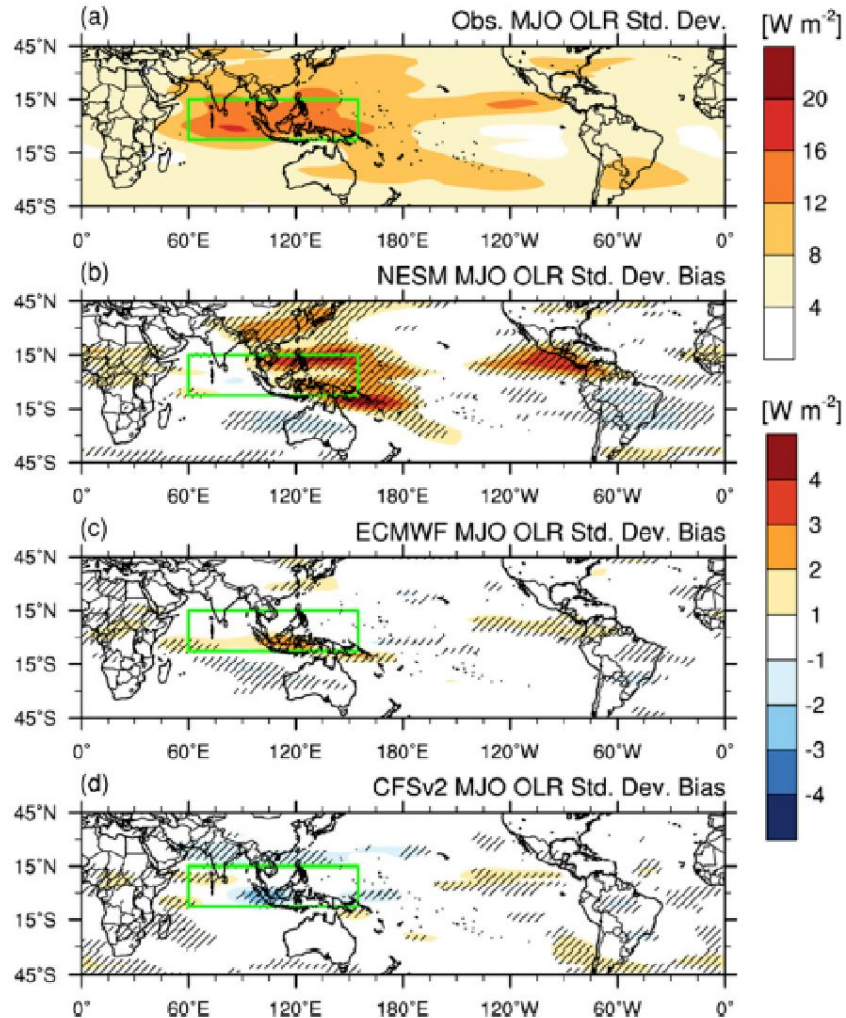 (a) Obs. MJO OLR Std. Dev. [W m⁻²]
45°N
15°N
15°S
45°S
0° 60°E 120°E 180° 120°W 60°W 0°
20
16
12
8
4
(b) NESM MJO OLR Std. Dev. Bias
45°N
15°N
15°S
45°S
0° 60°E 120°E 180° 120°W 60°W 0°
[W m⁻²]
4
3
2
1
-1
-2
-3
-4
(c) ECMWF MJO OLR Std. Dev. Bias
45°N
15°N
15°S
45°S
0° 60°E 120°E 180° 120°W 60°W 0°
(d) CFSv2 MJO OLR Std. Dev. Bias
45°N
15°N
15°S
45°S
0° 60°E 120°E 180° 120°W 60°W 0°